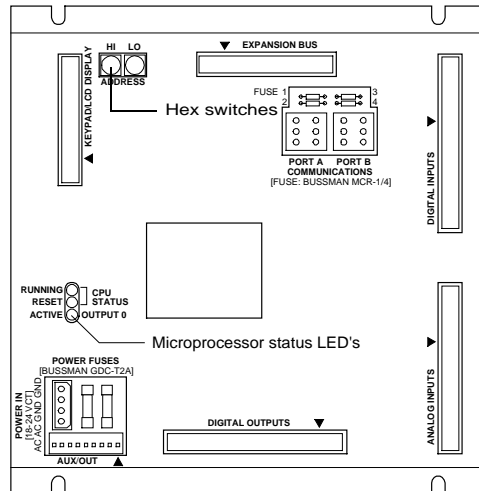 HI LO
ADDRESS
EXPANSION BUS
KEYPAD/LCD DISPLAY
Hex switches
FUSE 1
2
3
4
PORT A PORT B
COMMUNICATIONS
[FUSE: BUSSMAN MCR-1/4]
DIGITAL INPUTS
RUNNING
RESET
ACTIVE
CPU
STATUS
OUTPUT 0
Microprocessor status LED's
POWER FUSES
[BUSSMAN GDC-T2A]
POWER IN
[18-24 VCT]
AC AC GND GND
AUX/OUT
DIGITAL OUTPUTS
ANALOG INPUTS